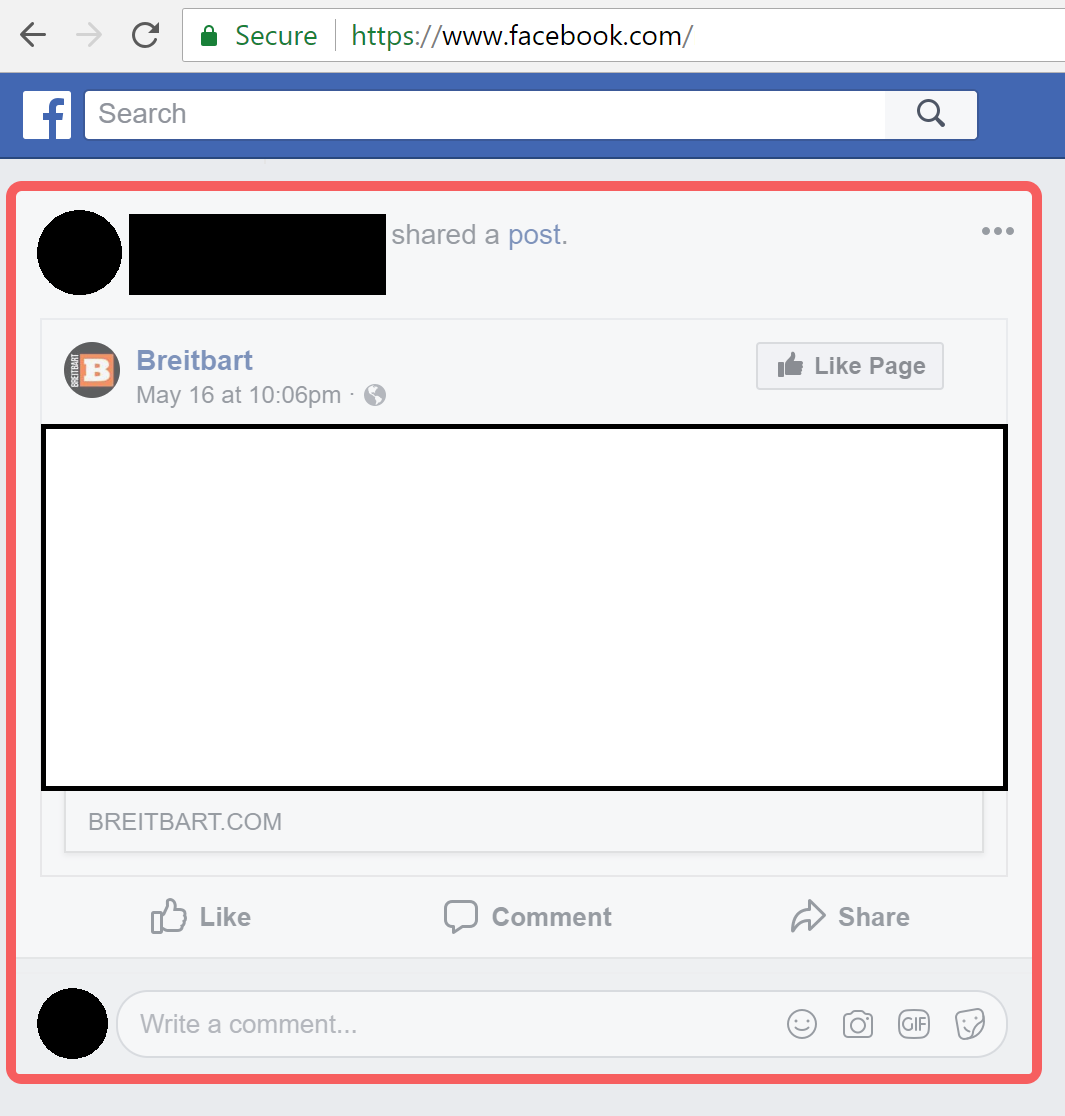 Secure https://www.facebook.com/
f Search
shared a post.
BREITBART B Breitbart
May 16 at 10:06pm ·
Like Page
BREITBART.COM
Like Comment Share
Write a comment... GIF